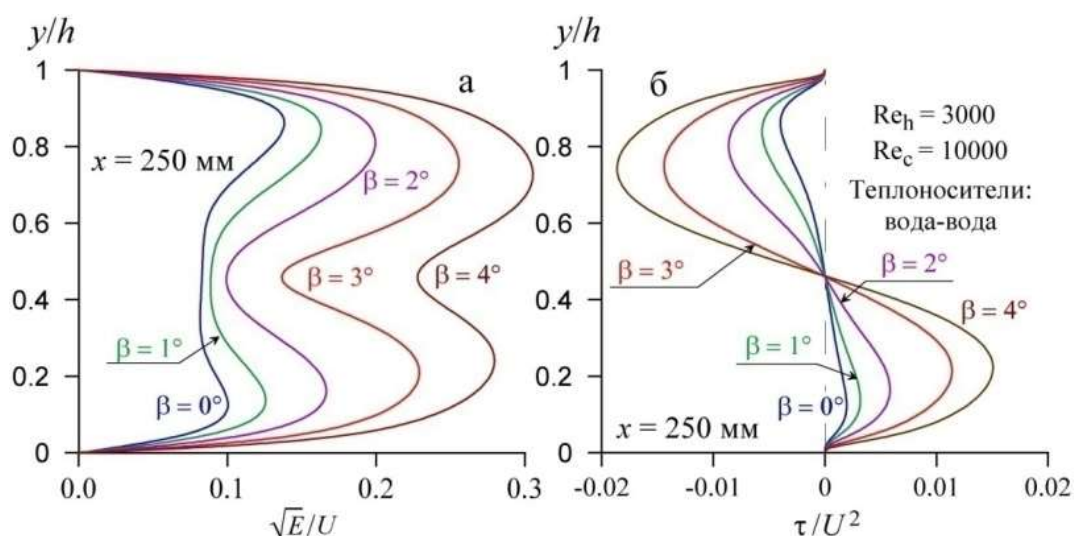 y/h
1
0.8
0.6
0.4
0.2
0
0.0
0.1
0.2
0.3
√E/U
а
x = 250 мм
β = 2°
β = 3°
β = 4°
β = 1°
β = 0°
y/h
1
0.8
0.6
0.4
0.2
0
-0.02
-0.01
0
0.01
0.02
τ/U²
б
Re_h = 3000
Re_c = 10000
Теплоносители:
вода-вода
β = 3°
β = 2°
β = 4°
β = 1°
β = 0°
x = 250 мм